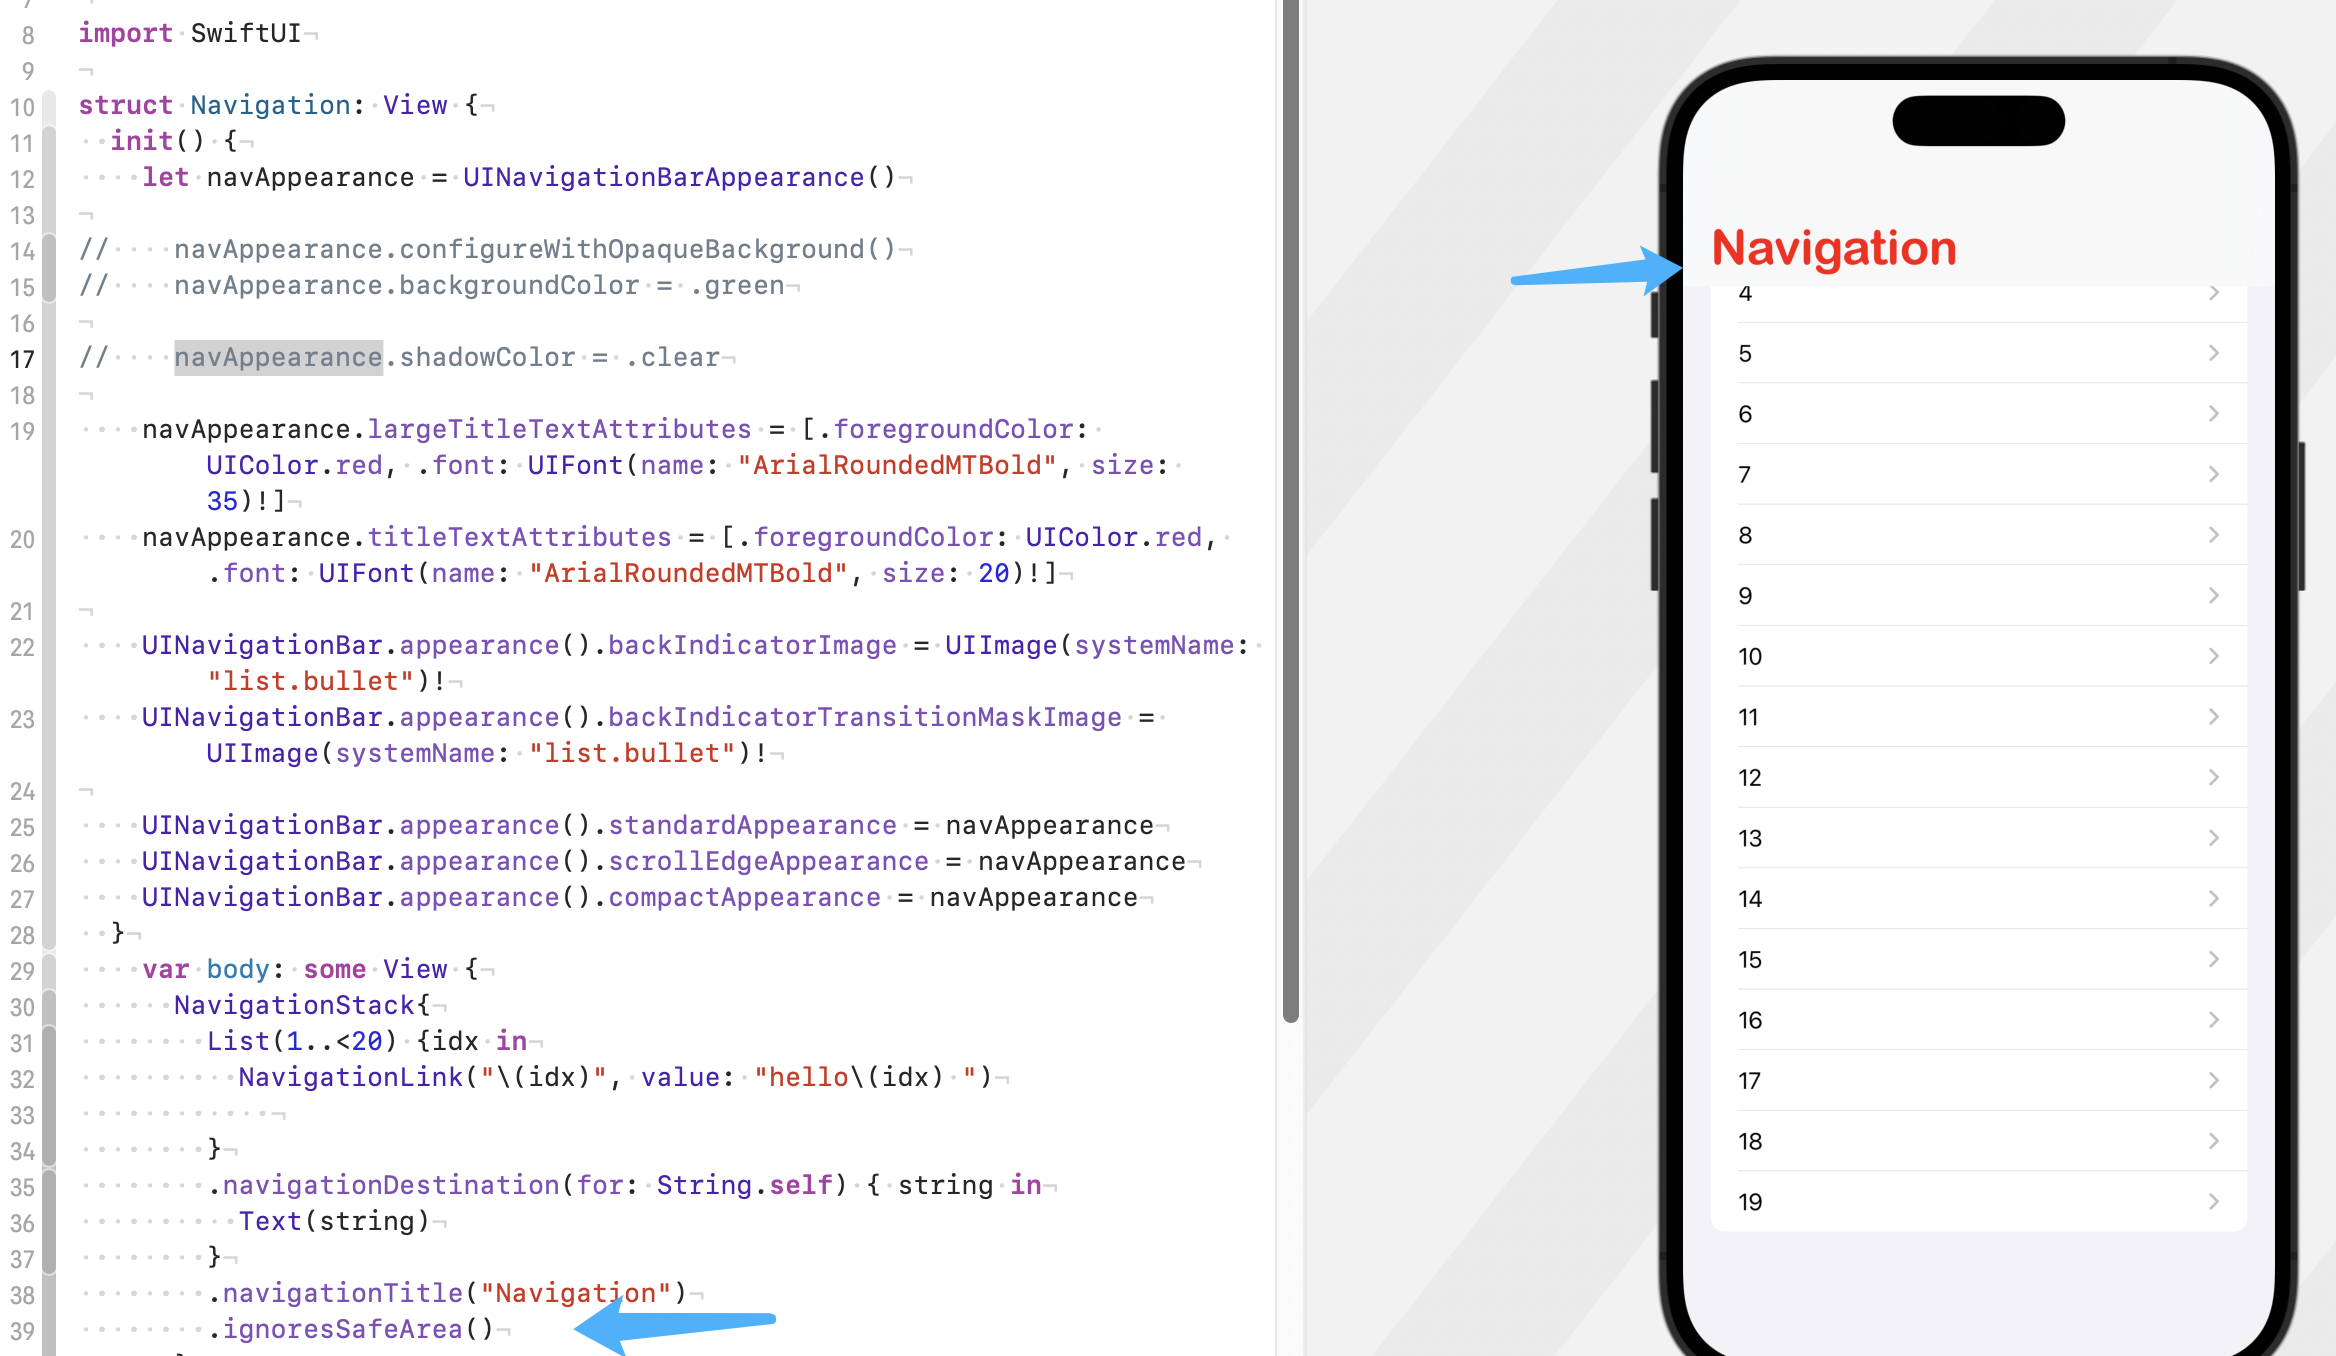 8 import SwiftUI
9
10 struct Navigation: View {
11 init() {
12 let navAppearance = UINavigationBarAppearance()
13
14 // navAppearance.configureWithOpaqueBackground()
15 // navAppearance.backgroundColor = .green
16
17 // navAppearance.shadowColor = .clear
18
19 navAppearance.largeTitleTextAttributes = [.foregroundColor:
UIColor.red, .font: UIFont(name: "ArialRoundedMTBold", size:
35)!]
20 navAppearance.titleTextAttributes = [.foregroundColor: UIColor.red,
.font: UIFont(name: "ArialRoundedMTBold", size: 20)!]
21
22 UINavigationBar.appearance().backIndicatorImage = UIImage(systemName:
"list.bullet")!
23 UINavigationBar.appearance().backIndicatorTransitionMaskImage =
UIImage(systemName: "list.bullet")!
24
25 UINavigationBar.appearance().standardAppearance = navAppearance
26 UINavigationBar.appearance().scrollEdgeAppearance = navAppearance
27 UINavigationBar.appearance().compactAppearance = navAppearance
28 }
29 var body: some View {
30 NavigationStack{
31 List(1..<20) {idx in
32 NavigationLink("\(idx)", value: "hello\(idx) ")
33
34 }
35 .navigationDestination(for: String.self) { string in
36 Text(string)
37 }
38 .navigationTitle("Navigation")
39 .ignoresSafeArea()
Navigation
4
5
6
7
8
9
10
11
12
13
14
15
16
17
18
19